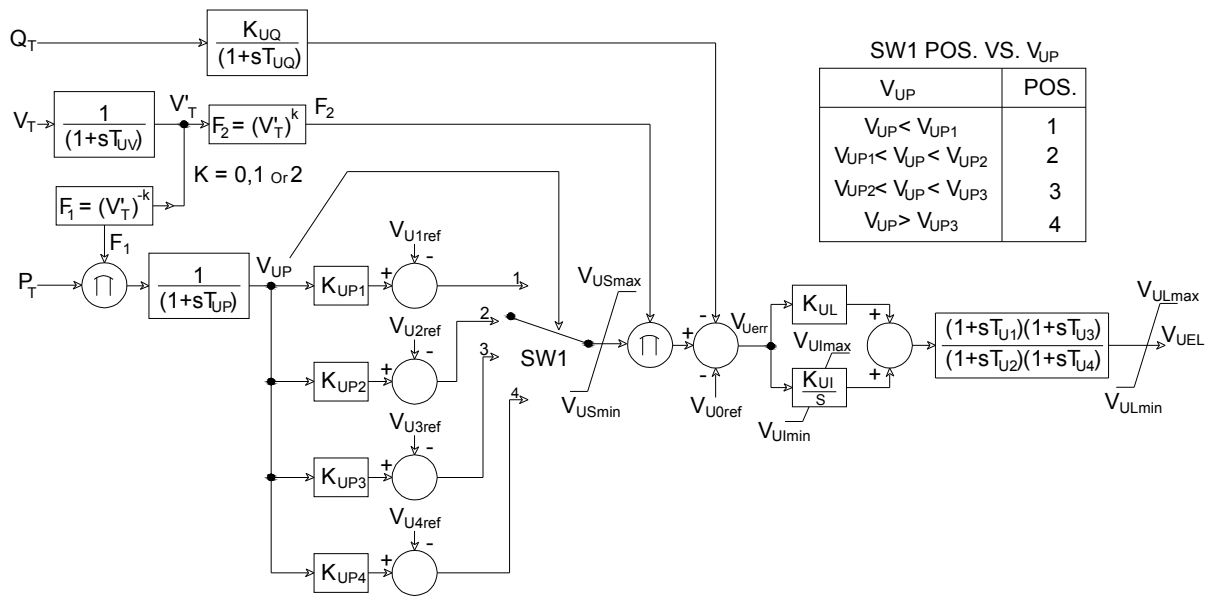 Q_T
K_UQ
(1+sT_UQ)
SW1 POS. VS. V_UP
V_UP POS.
V_UP < V_UP1 1
V_UP1 < V_UP < V_UP2 2
V_UP2 < V_UP < V_UP3 3
V_UP > V_UP3 4
V_T
1
(1+sT_UV)
V'_T
F_2 = (V'_T)^k
F_2
K = 0,1 Or 2
F_1 = (V'_T)^-k
F_1
P_T
∏
1
(1+sT_UP)
V_UP
K_UP1
+
V_U1ref
-
1
K_UP2
+
V_U2ref
-
2
K_UP3
+
V_U3ref
-
3
K_UP4
+
V_U4ref
-
4
SW1
V_USmax
V_USmin
∏
+
-
-
V_U0ref
V_Uerr
K_UL
V_UImax
K_UI
S
V_UImin
+
+
(1+sT_U1)(1+sT_U3)
(1+sT_U2)(1+sT_U4)
V_ULmax
V_UEL
V_ULmin